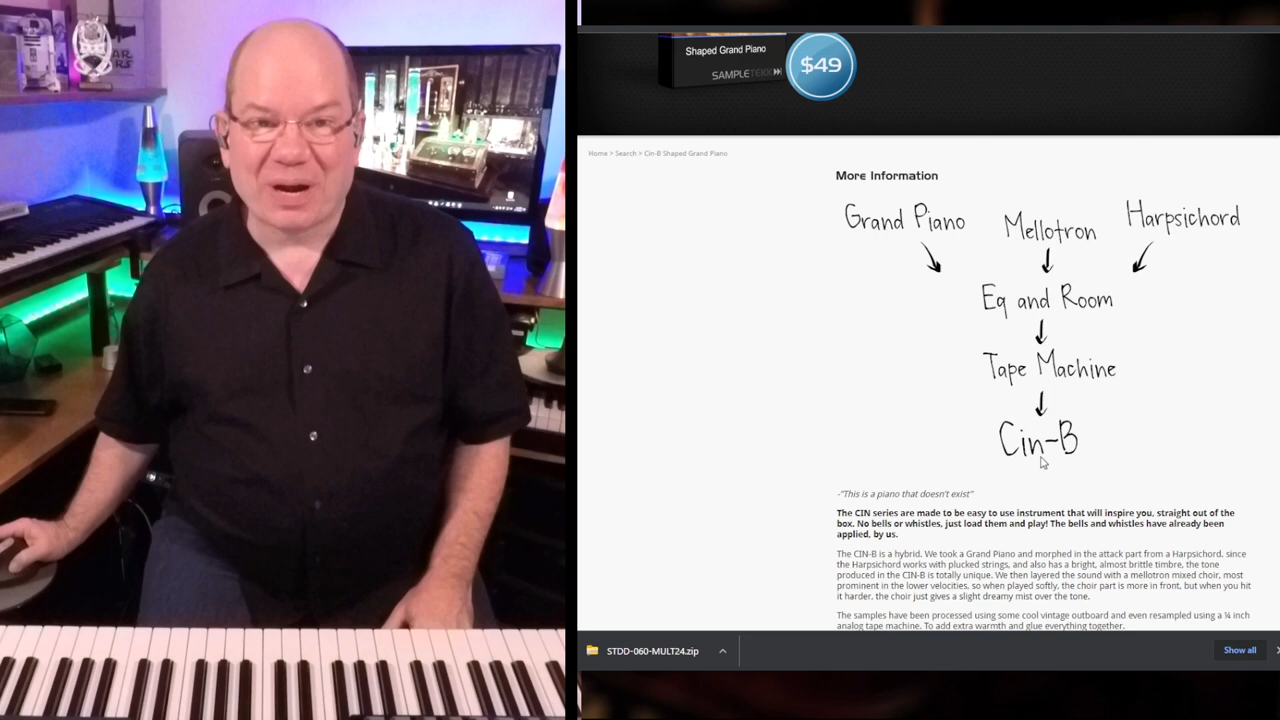 STAR
WARS
Shaped Grand Piano
SAMPLETEKK
$49
Home > Search > Cin-B Shaped Grand Piano
More Information
Grand Piano
Mellotron
Harpsichord
Eq and Room
Tape Machine
Cin-B
-"This is a piano that doesn't exist"
The CIN series are made to be easy to use instrument that will inspire you, straight out of the
box. No bells or whistles, just load them and play! The bells and whistles have already been
applied, by us.
The CIN-B is a hybrid. We took a Grand Piano and morphed in the attack part from a Harpsichord. since
the Harpsichord works with plucked strings, and also has a bright, almost brittle timbre, the tone
produced in the CIN-B is totally unique. We then layered the sound with a mellotron mixed choir, most
prominent in the lower velocities, so when played softly, the choir part is more in front, but when you hit
it harder, the choir just gives a slight dreamy mist over the tone.
The samples have been processed using some cool vintage outboard and even resampled using a ¼ inch
analog tape machine. To add extra warmth and glue everything together.
STDD-060-MULT24.zip
Show all